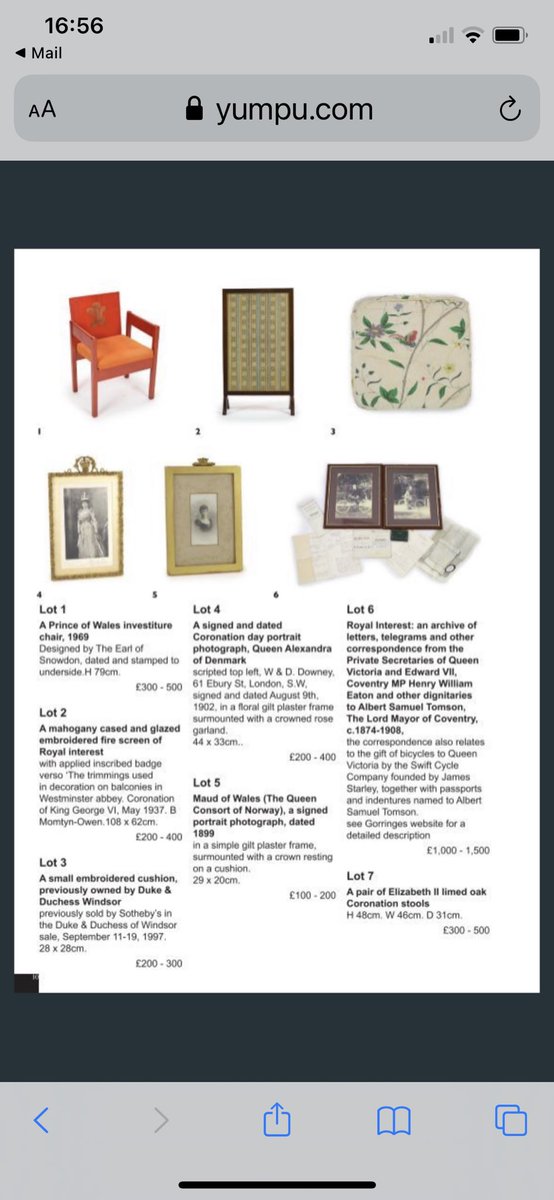 16:56
◀ Mail
AA
yumpu.com
1
2
3
4
5
6
Lot 1
A Prince of Wales investiture
chair, 1969
Designed by The Earl of
Snowdon, dated and stamped to
underside.H 79cm.
£300 - 500
Lot 2
A mahogany cased and glazed
embroidered fire screen of
Royal interest
with applied inscribed badge
verso 'The trimmings used
in decoration on balconies in
Westminster abbey. Coronation
of King George VI, May 1937. B
Momtyn-Owen.108 x 62cm.
£200 - 400
Lot 3
A small embroidered cushion,
previously owned by Duke &
Duchess Windsor
previously sold by Sotheby's in
the Duke & Duchess of Windsor
sale, September 11-19, 1997.
28 x 28cm.
£200 - 300
Lot 4
A signed and dated
Coronation day portrait
photograph, Queen Alexandra
of Denmark
scripted top left, W & D. Downey,
61 Ebury St, London, S.W,
signed and dated August 9th,
1902, in a floral gilt plaster frame
surmounted with a crowned rose
garland.
44 x 33cm..
£200 - 400
Lot 5
Maud of Wales (The Queen
Consort of Norway), a signed
portrait photograph, dated
1899
in a simple gilt plaster frame,
surmounted with a crown resting
on a cushion.
29 x 20cm.
£100 - 200
Lot 6
Royal Interest: an archive of
letters, telegrams and other
correspondence from the
Private Secretaries of Queen
Victoria and Edward VII,
Coventry MP Henry William
Eaton and other dignitaries
to Albert Samuel Tomson,
The Lord Mayor of Coventry,
c.1874-1908,
the correspondence also relates
to the gift of bicycles to Queen
Victoria by the Swift Cycle
Company founded by James
Starley, together with passports
and indentures named to Albert
Samuel Tomson.
see Gorringes website for a
detailed description
£1,000 - 1,500
Lot 7
A pair of Elizabeth II limed oak
Coronation stools
H 48cm. W 46cm. D 31cm.
£300 - 500